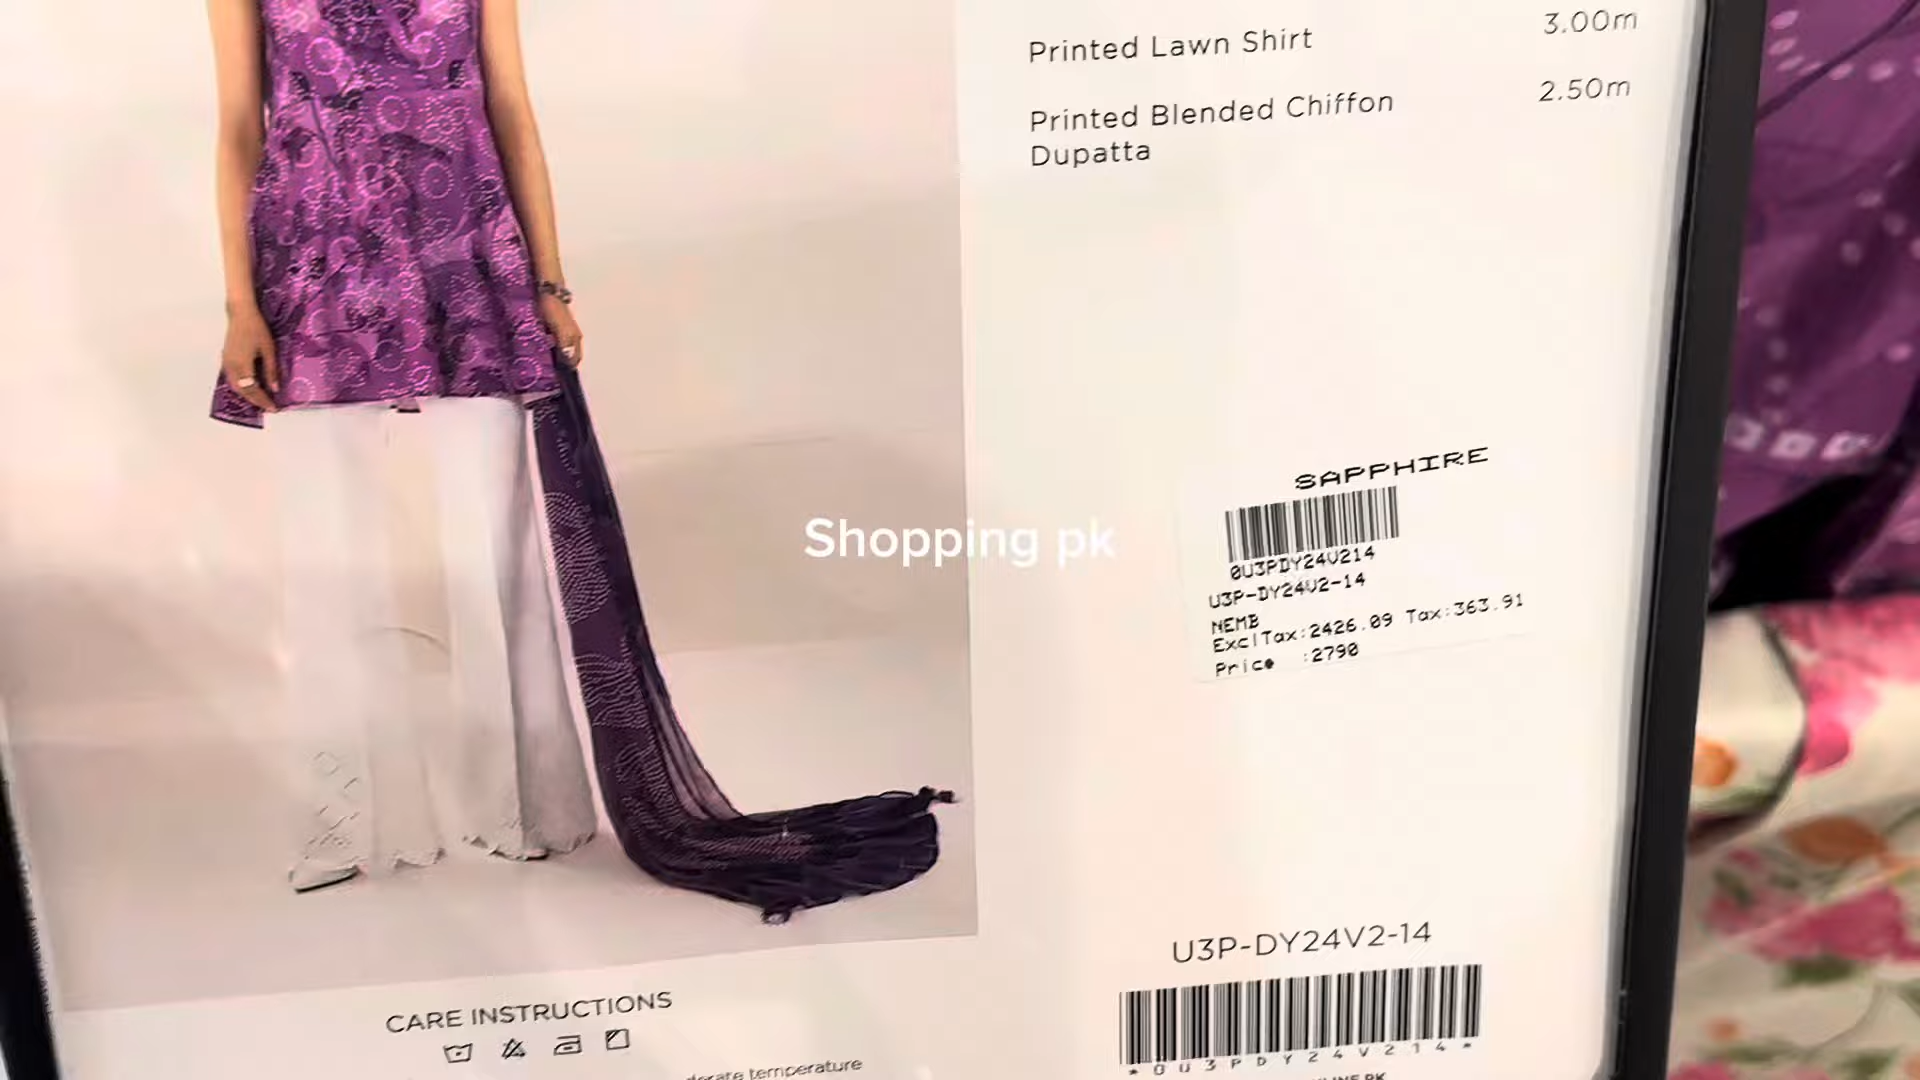 Printed Lawn Shirt 3.00m
Printed Blended Chiffon 2.50m
Dupatta
SAPPHIRE
Shopping pk
0U3PDY24V214
U3P-DY24V2-14
NEMB
ExclTax:2426.09 Tax:363.91
Price :2790
U3P-DY24V2-14
*0U3PDY24V214*
CARE INSTRUCTIONS
temperature